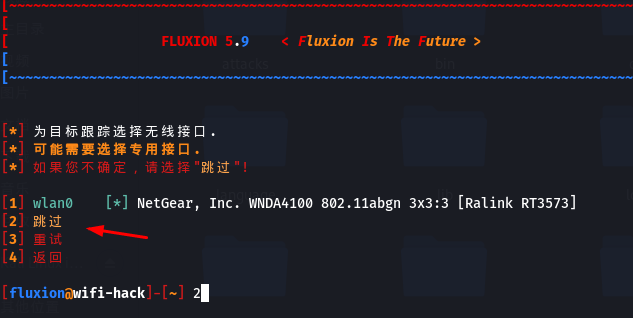 [~~~~~~~~~~~~~~~~~~~~~~~~~~~~~~~~~~~~~~~~~~~~~~~~~~~~~~~~~~~~~~~~~~~~~~~~~~~
[
[ FLUXION 5.9 < Fluxion Is The Future >
[
[~~~~~~~~~~~~~~~~~~~~~~~~~~~~~~~~~~~~~~~~~~~~~~~~~~~~~~~~~~~~~~~~~~~~~~~~~~~
attacks bin
[*] 为目标跟踪选择无线接口.
[*] 可能需要选择专用接口.
[*] 如果您不确定,请选择"跳过"!
[1] wlan0 [*] NetGear, Inc. WNDA4100 802.11abgn 3x3:3 [Ralink RT3573]
[2] 跳过
[3] 重试
[4] 返回
[fluxion@wifi-hack]-[~] 2